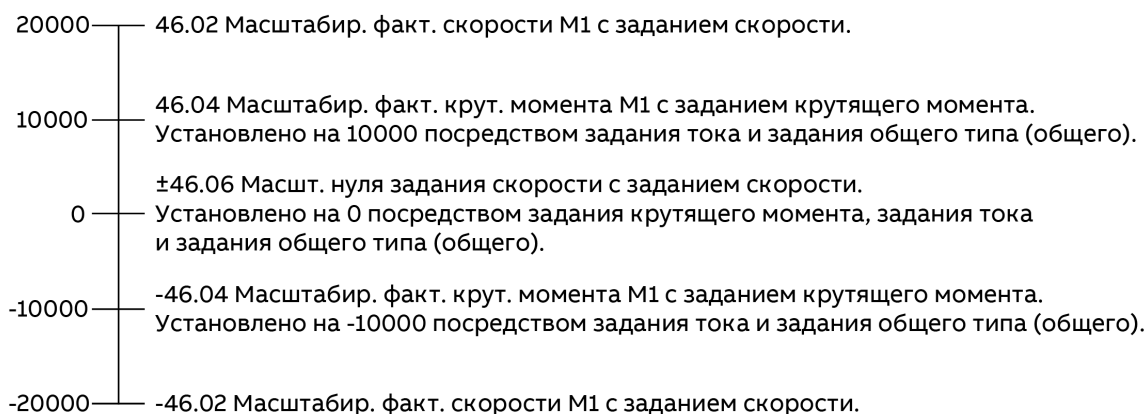 20000 46.02 Масштабир. факт. скорости М1 с заданием скорости.
46.04 Масштабир. факт. крут. момента М1 с заданием крутящего момента.
10000
Установлено на 10000 посредством задания тока и задания общего типа (общего).
±46.06 Масшт. нуля задания скорости с заданием скорости.
0 Установлено на 0 посредством задания крутящего момента, задания тока
и задания общего типа (общего).
-46.04 Масштабир. факт. крут. момента М1 с заданием крутящего момента.
-10000
Установлено на -10000 посредством задания тока и задания общего типа (общего).
-20000 -46.02 Масштабир. факт. скорости М1 с заданием скорости.